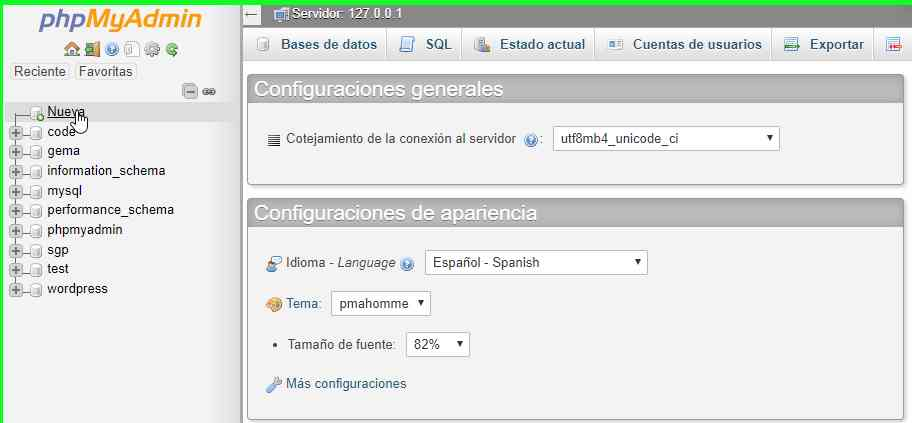 phpMyAdmin
Reciente Favoritas
Nueva
code
gema
information_schema
mysql
performance_schema
phpmyadmin
sgp
test
wordpress
Servidor: 127.0.0.1
Bases de datos SQL Estado actual Cuentas de usuarios Exportar
Configuraciones generales
Cotejamiento de la conexión al servidor : utf8mb4_unicode_ci
Configuraciones de apariencia
Idioma - Language Español - Spanish
Tema: pmahomme
• Tamaño de fuente: 82%
Más configuraciones